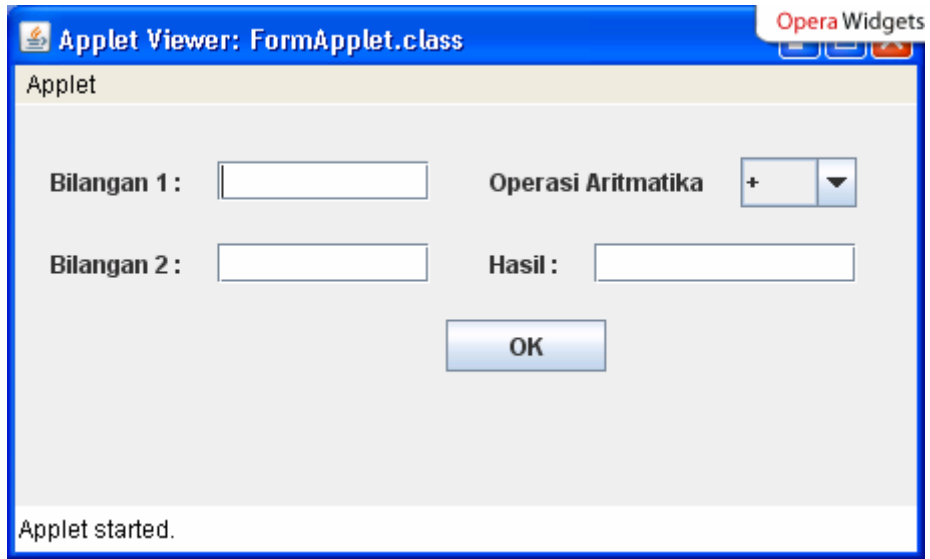 Opera Widgets
Applet Viewer: FormApplet.class
Applet
Bilangan 1 :
Operasi Aritmatika
+
Bilangan 2 :
Hasil :
OK
Applet started.